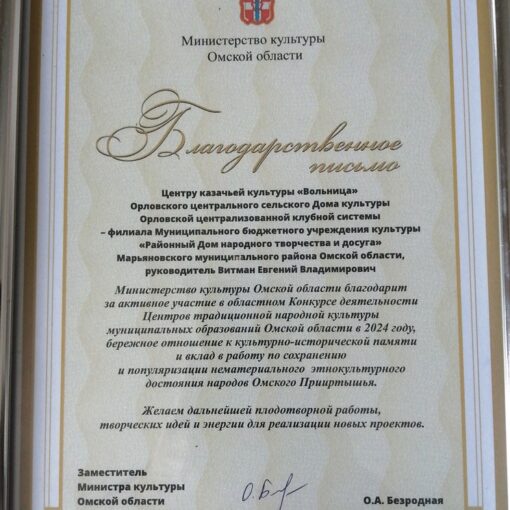 Министерство культуры
Омской области
Благодарственное
письмо
Центру казачьей культуры «Вольница»
Орловского центрального сельского Дома культуры
Орловской централизованной клубной системы
– филиала Муниципального бюджетного учреждения культуры
«Районный Дом народного творчества и досуга»
Марьяновского муниципального района Омской области,
руководитель Витман Евгений Владимирович
Министерство культуры Омской области благодарит
за активное участие в областном Конкурсе деятельности
Центров традиционной народной культуры
муниципальных образований Омской области в 2024 году,
бережное отношение к культурно-исторической памяти
и вклад в работу по сохранению
и популяризации нематериального этнокультурного
достояния народов Омского Прииртышья.
Желаем дальнейшей плодотворной работы,
творческих идей и энергии для реализации новых проектов.
Заместитель
Министра культуры
Омской области
О.А. Безродная